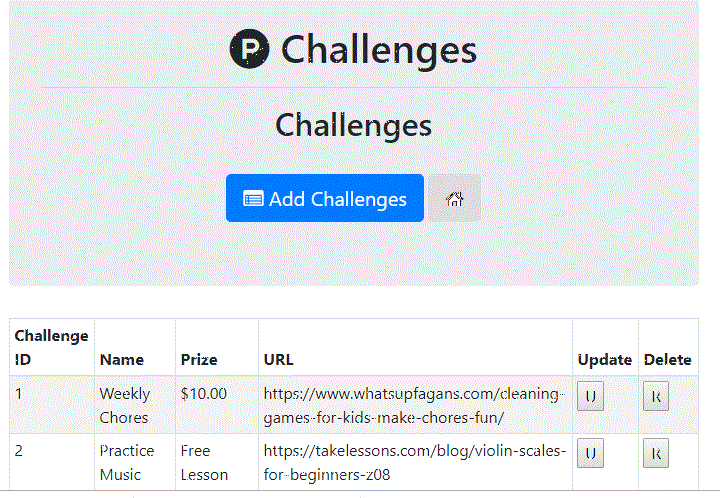 P Challenges
Challenges
Add Challenges
Challenge
ID Name Prize URL Update Delete
1 Weekly $10.00 https://www.whatsupfagans.com/cleaning- U R
Chores games-for-kids-make-chores-fun/
2 Practice Free https://takelessons.com/blog/violin-scales- U R
Music Lesson for-beginners-z08